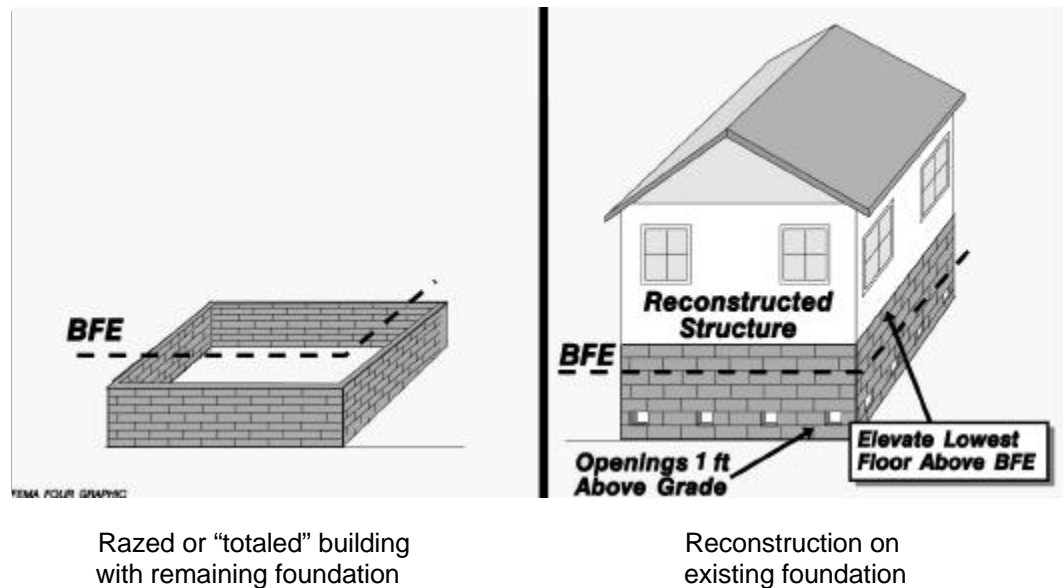 BFE
FEMA FOUR GRAPHIC
Razed or “totaled” building
with remaining foundation
Reconstructed
Structure
BFE
Openings 1 ft
Above Grade
Elevate Lowest
Floor Above BFE
Reconstruction on
existing foundation